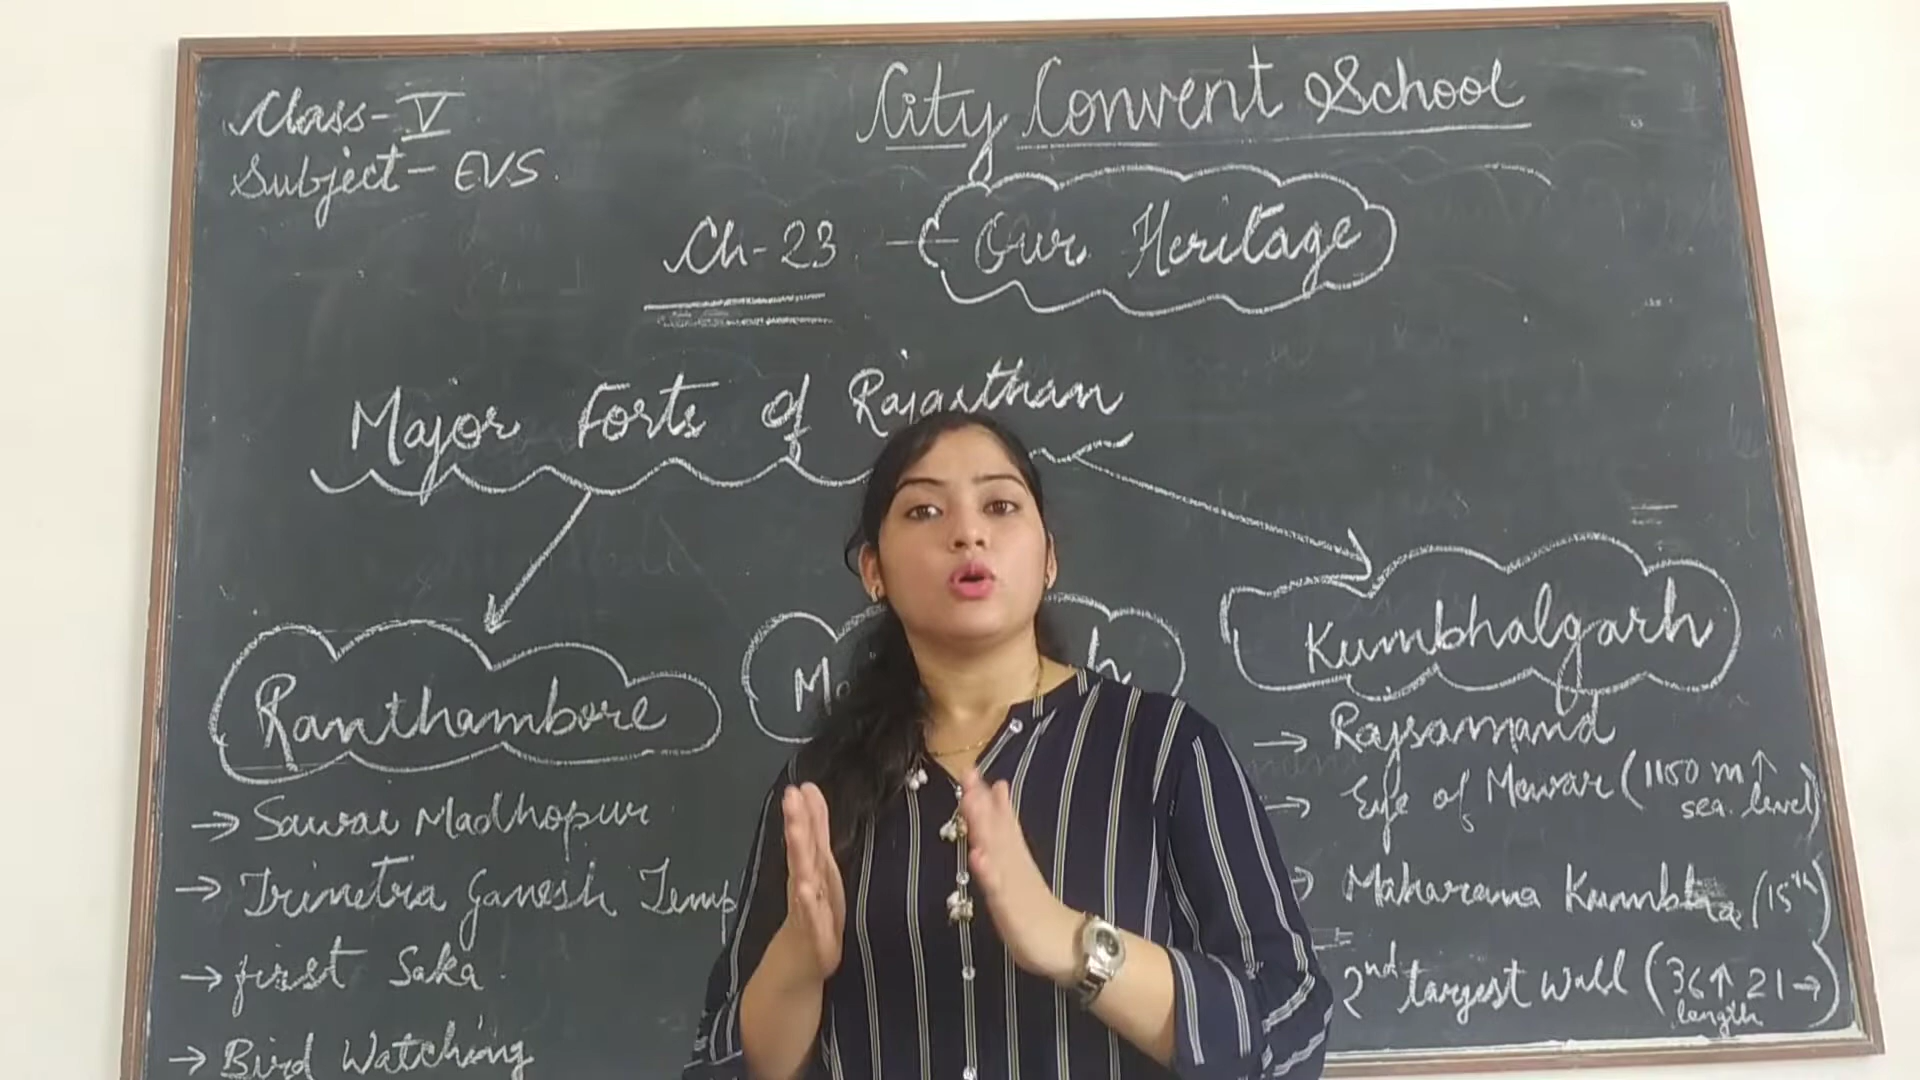 City Convent School
Class-V
Subject - EVS.
Ch-23 - Our Heritage
Major Forts of Rajasthan
Ranthambore
→ Sawai Madhopur
→ Trinetra Ganesh Temp
→ first Saka
→ Bird Watching
Kumbhalgarh
→ Rajsamand
→ Eye of Mewar (1100 m ↑
sea level)
→ Maharana Kumbha (15th)
2nd largest Wall (36 ↑ 21 →)
length